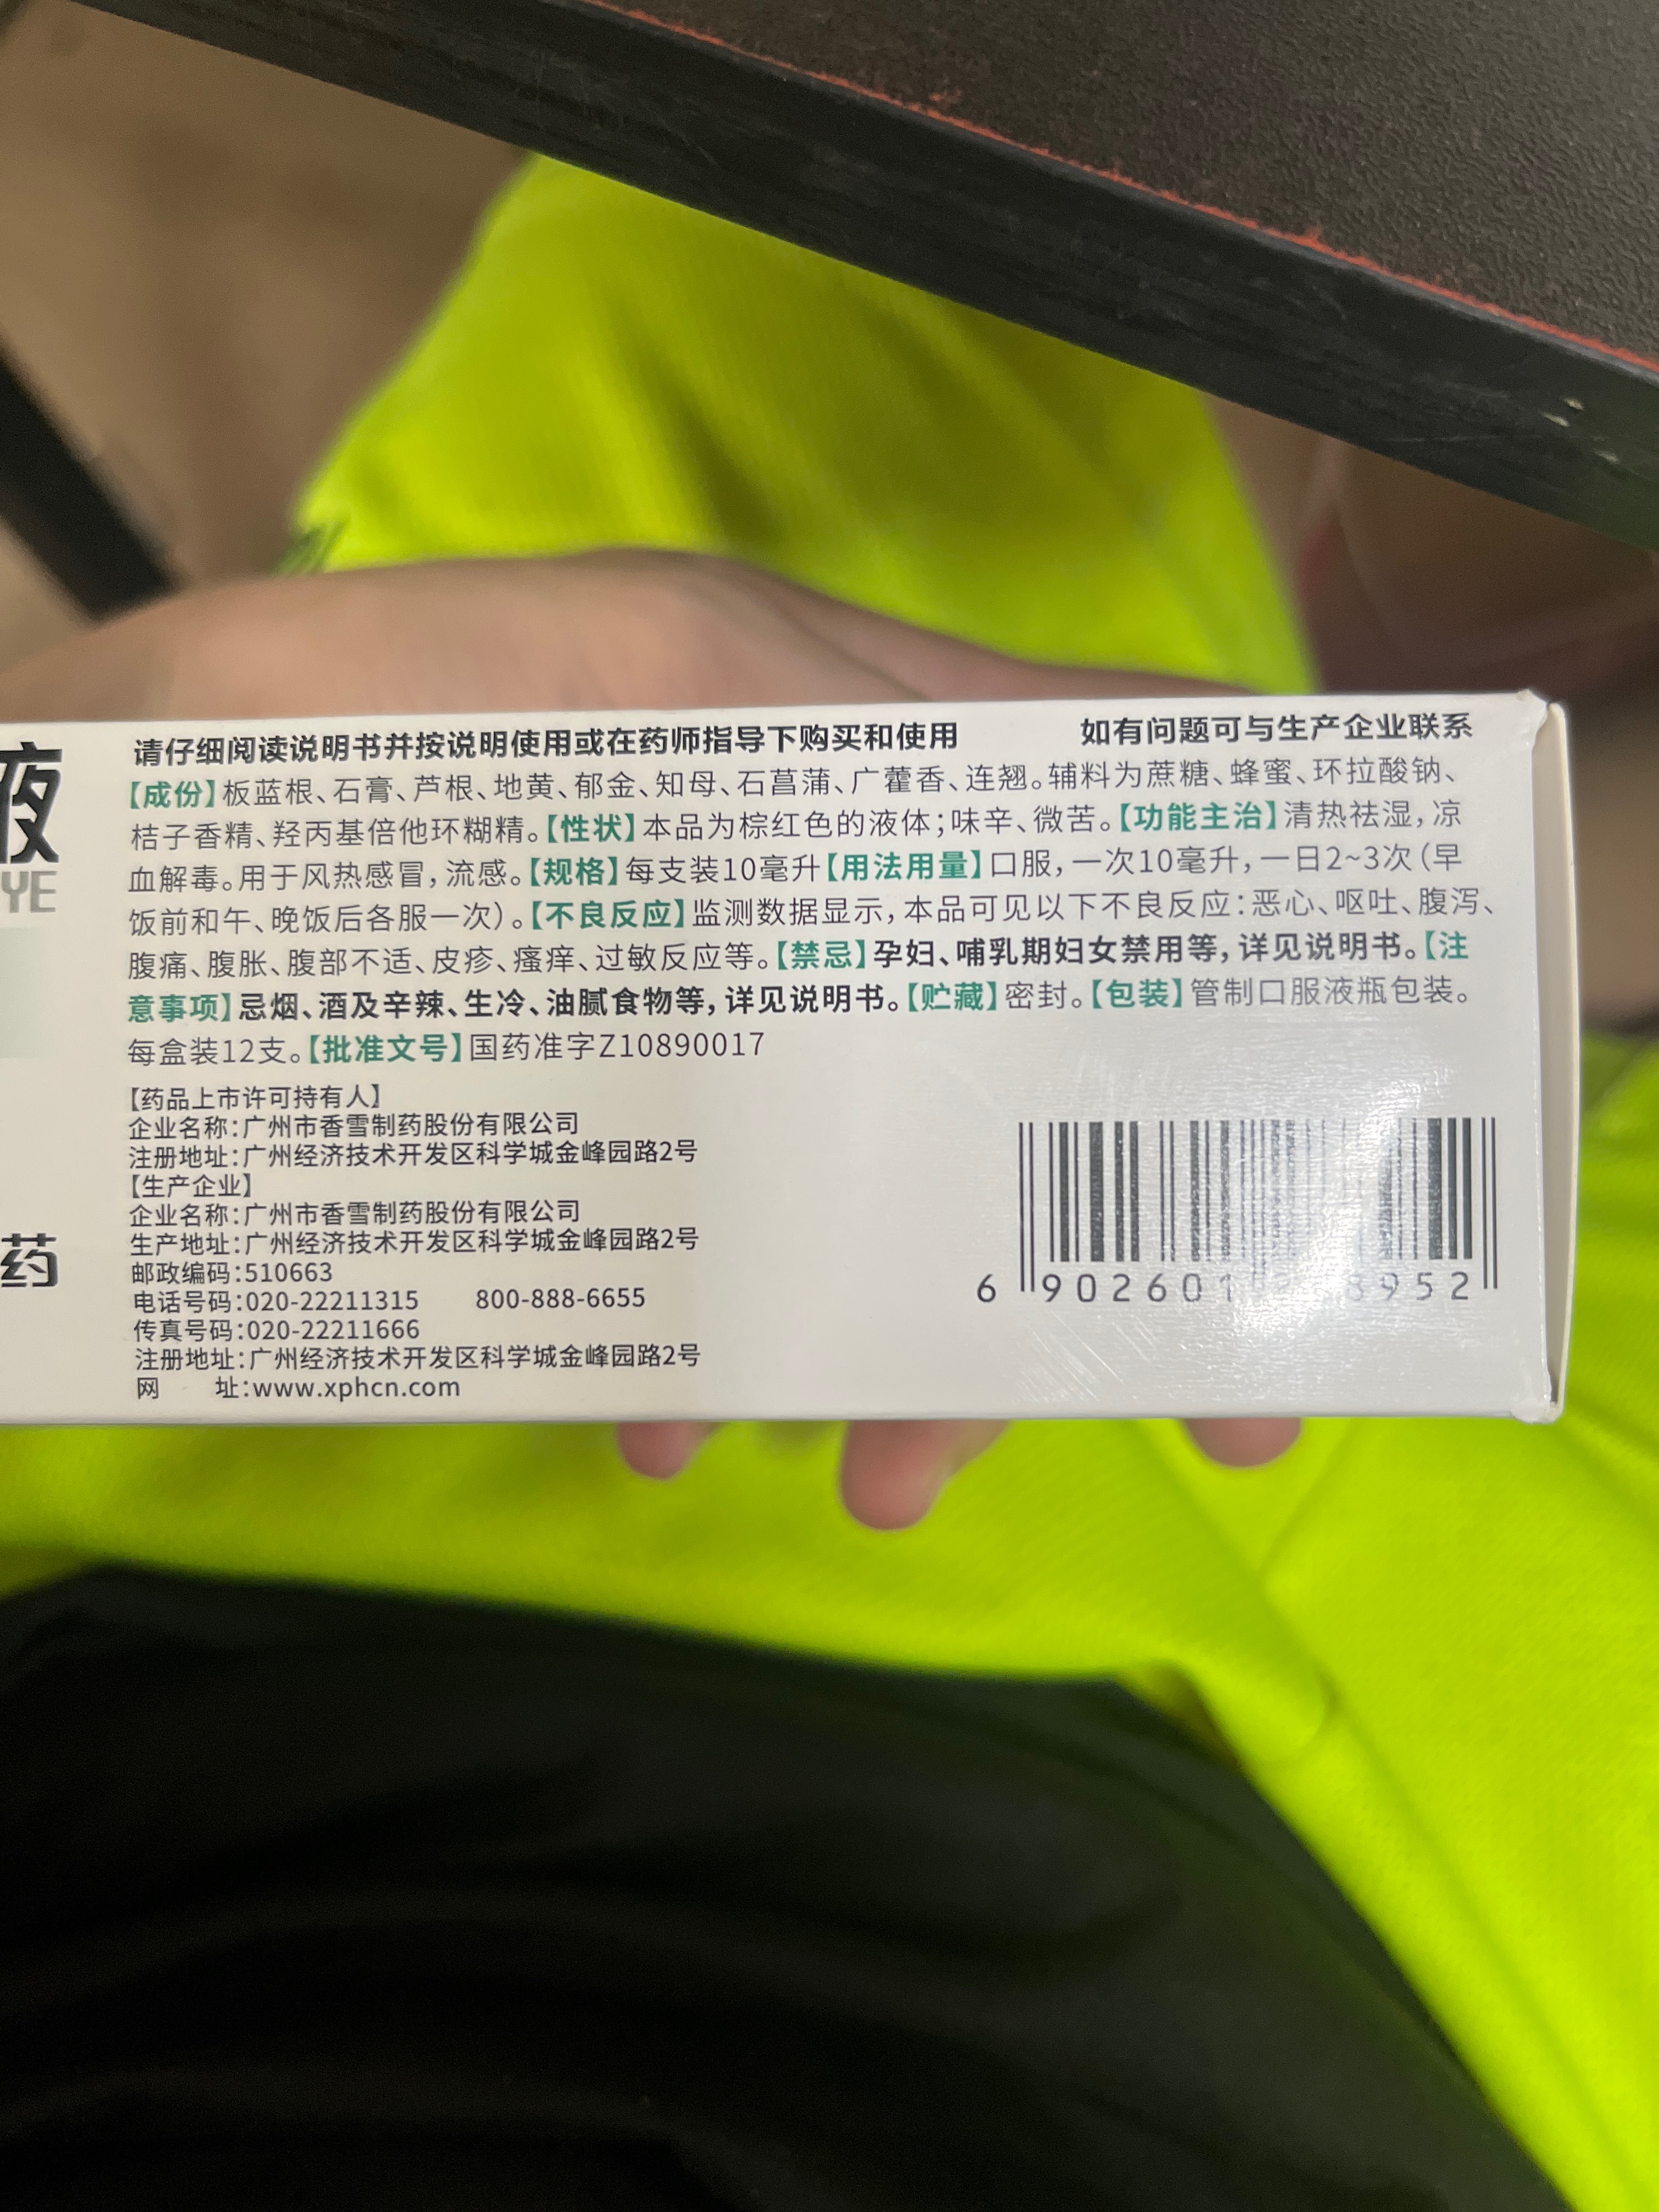 液
YE
药
请仔细阅读说明书并按说明使用或在药师指导下购买和使用 如有问题可与生产企业联系
【成份】板蓝根、石膏、芦根、地黄、郁金、知母、石菖蒲、广藿香、连翘。辅料为蔗糖、蜂蜜、环拉酸钠、
桔子香精、羟丙基倍他环糊精。【性状】本品为棕红色的液体;味辛、微苦。【功能主治】清热祛湿,凉
血解毒。用于风热感冒,流感。【规格】每支装10毫升【用法用量】口服,一次10毫升,一日2~3次(早
饭前和午、晚饭后各服一次)。【不良反应】监测数据显示,本品可见以下不良反应:恶心、呕吐、腹泻、
腹痛、腹胀、腹部不适、皮疹、瘙痒、过敏反应等。【禁忌】孕妇、哺乳期妇女禁用等,详见说明书。【注
意事项】忌烟、酒及辛辣、生冷、油腻食物等,详见说明书。【贮藏】密封。【包装】管制口服液瓶包装。
每盒装12支。【批准文号】国药准字Z10890017
【药品上市许可持有人】
企业名称:广州市香雪制药股份有限公司
注册地址:广州经济技术开发区科学城金峰园路2号
【生产企业】
企业名称:广州市香雪制药股份有限公司
生产地址:广州经济技术开发区科学城金峰园路2号
邮政编码:510663
电话号码:020-22211315 800-888-6655
传真号码:020-22211666
注册地址:广州经济技术开发区科学城金峰园路2号
网 址:www.xphcn.com
6 902601 8952